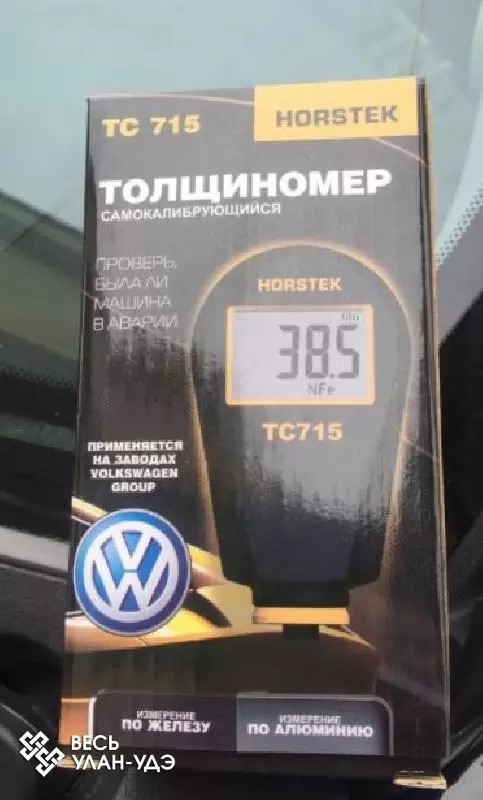 TC 715
HORSTEK
ТОЛЩИНОМЕР
САМОКАЛИБРУЮЩИЙСЯ
ПРОВЕРЬ,
БЫЛА ЛИ
МАШИНА
В АВАРИИ
HORSTEK
38.5
NFe
TC715
ПРИМЕНЯЕТСЯ
НА ЗАВОДАХ
VOLKSWAGEN
GROUP
ИЗМЕРЕНИЕ
ПО ЖЕЛЕЗУ
ИЗМЕРЕНИЕ
ПО АЛЮМИНИЮ
ВЕСЬ
УЛАН-УДЭ